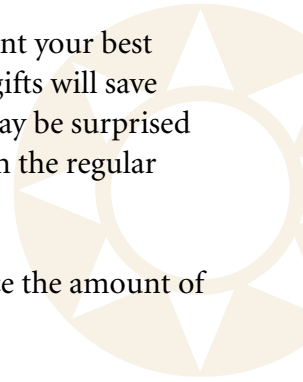 nt your best
gifts will save
ay be surprised
the regular
the amount of